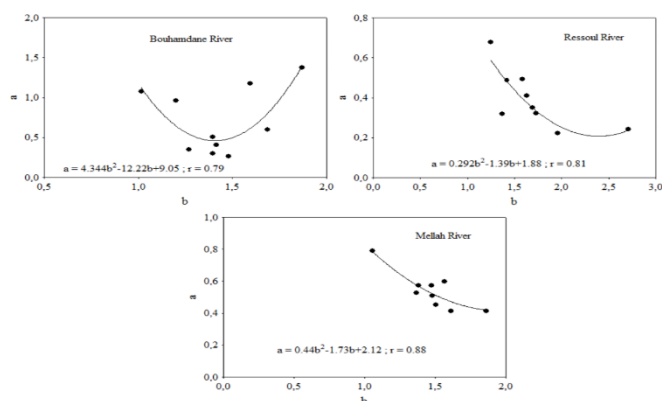 a
2,0
Bouhamdane River
1,5
1,0
0,5
a = 4.344b²-12.22b+9.05 ; r = 0.79
0,0
0,5 1,0 1,5 2,0
b
a
0,8
Ressoul River
0,6
0,4
0,2
a = 0.292b²-1.39b+1.88 ; r = 0.81
0,0
0,0 0,5 1,0 1,5 2,0 2,5 3,0
b
a
1,0
Mellah River
0,8
0,6
0,4
0,2
a = 0.44b²-1.73b+2.12 ; r = 0.88
0,0
0,0 0,5 1,0 1,5 2,0
b